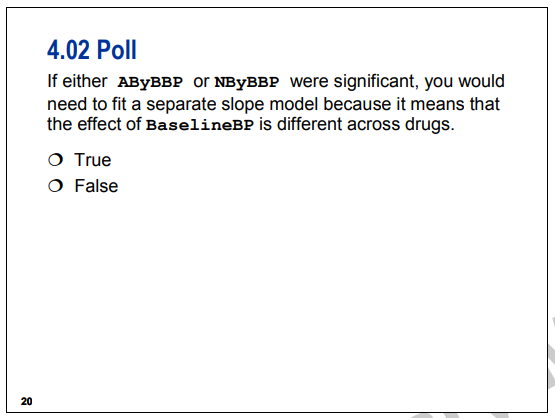 4.02 Poll
If either AByBBP or NByBBP were significant, you would
need to fit a separate slope model because it means that
the effect of BaselineBP is different across drugs.
True
False
20